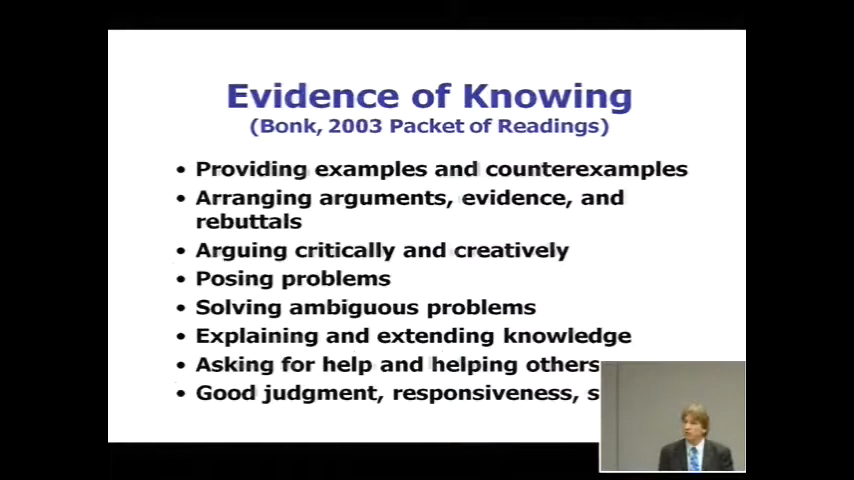 Evidence of Knowing
(Bonk, 2003 Packet of Readings)
• Providing examples and counterexamples
• Arranging arguments, evidence, and
rebuttals
• Arguing critically and creatively
• Posing problems
• Solving ambiguous problems
• Explaining and extending knowledge
• Asking for help and helping others
• Good judgment, responsiveness,